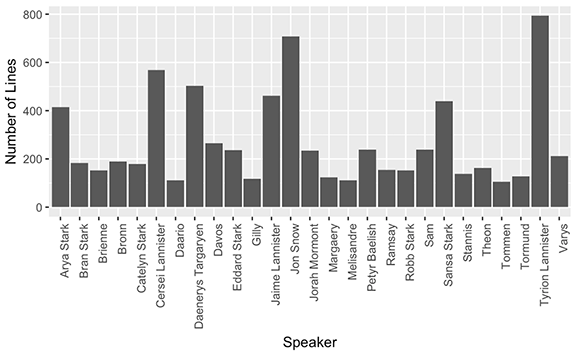 Number of Lines
800
600
400
200
0
Arya Stark
Bran Stark
Brienne
Bronn
Catelyn Stark
Cersei Lannister
Daario
Daenerys Targaryen
Davos
Eddard Stark
Gilly
Jaime Lannister
Jon Snow
Jorah Mormont
Margaery
Melisandre
Petyr Baelish
Ramsay
Robb Stark
Sam
Sansa Stark
Stannis
Theon
Tommen
Tormund
Tyrion Lannister
Varys
Speaker